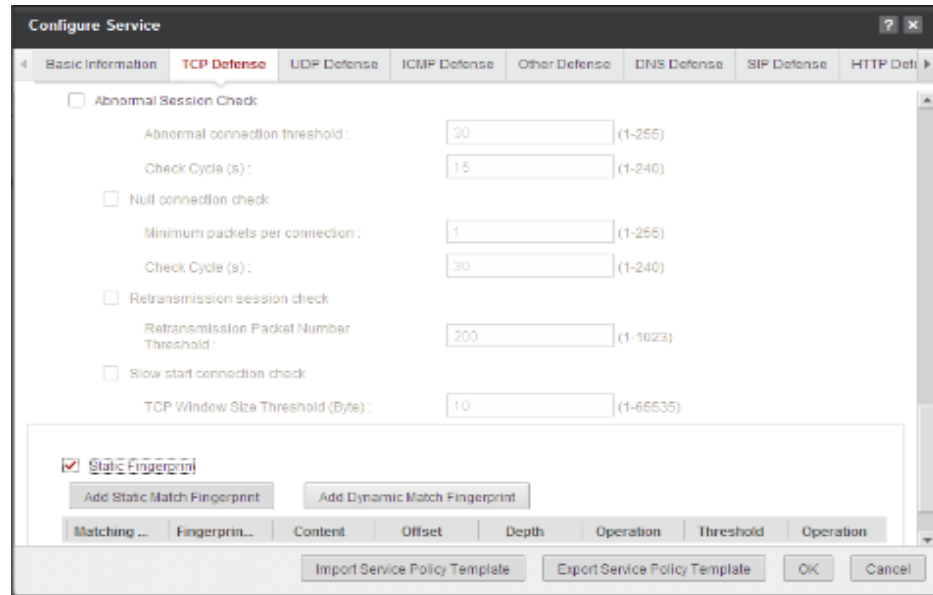 Configure Service ? ×
Basic Information TCP Defense UDP Defense ICMP Defense Other Defense DNS Defense SIP Defense HTTP Def
Abnormal Session Check
Abnormal connection threshold : 30 (1-255)
Check Cycle (s) : 15 (1-240)
Null connection check
Minimum packets per connection : 1 (1-255)
Check Cycle (s) : 30 (1-240)
Retransmission session check
Retransmission Packet Number
Threshold : 200 (1-1023)
Slow start connection check
TCP Window Size Threshold (Byte) : 10 (1-65535)
Static Fingerprint
Add Static Match Fingerprint Add Dynamic Match Fingerprint
Matching ... Fingerprin... Content Offset Depth Operation Threshold Operation
Import Service Policy Template Export Service Policy Template OK Cancel